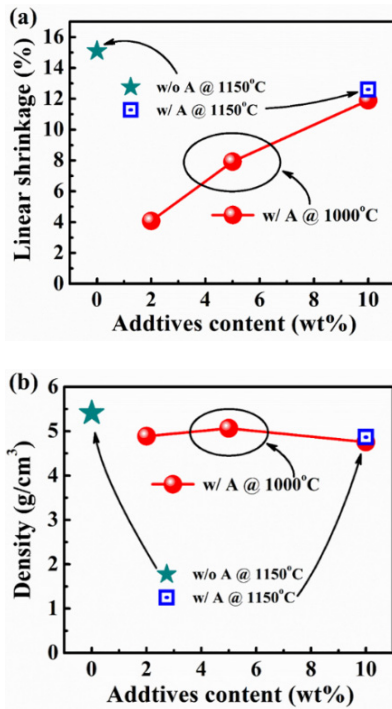 (a)
16
14
12
10
8
6
4
2
0
Linear shrinkage (%)
w/o A @ 1150°C
w/ A @ 1150°C
w/ A @ 1000°C
0 2 4 6 8 10
Addtives content (wt%)
(b)
6
5
4
3
2
1
0
Density (g/cm³)
w/ A @ 1000°C
w/o A @ 1150°C
w/ A @ 1150°C
0 2 4 6 8 10
Addtives content (wt%)